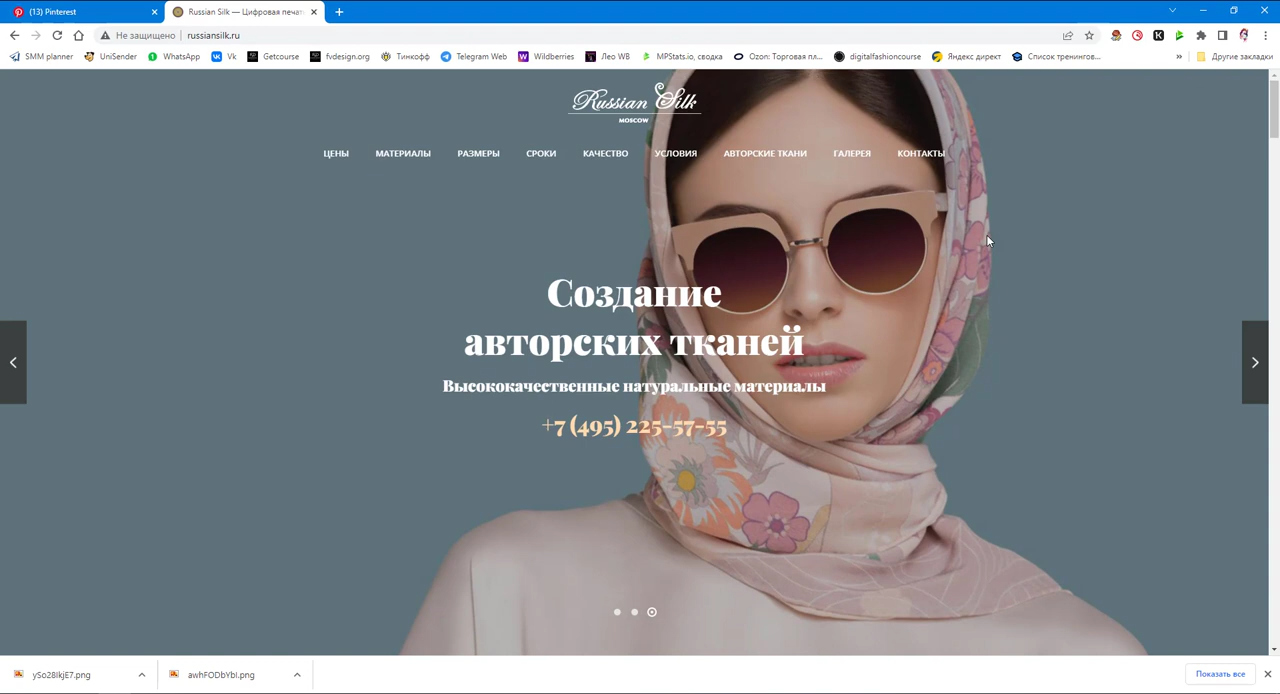 (13) Pinterest
Russian Silk — Цифровая печат
Не защищено | russiansilk.ru
SMM planner UniSender WhatsApp Vk Getcourse fvdesign.org Тинкофф Telegram Web Wildberries Лео WB MPStats.io, сводка Ozon: Торговая пл... digitalfashioncourse Яндекс директ Список тренингов... » Другие закладки
Russian Silk
MOSCOW
ЦЕНЫ МАТЕРИАЛЫ РАЗМЕРЫ СРОКИ КАЧЕСТВО УСЛОВИЯ АВТОРСКИЕ ТКАНИ ГАЛЕРЕЯ КОНТАКТЫ
Создание
авторских тканей
Высококачественные натуральные материалы
+7 (495) 225-57-55
ySo28IkjE7.png
awhFODbYbI.png
Показать все